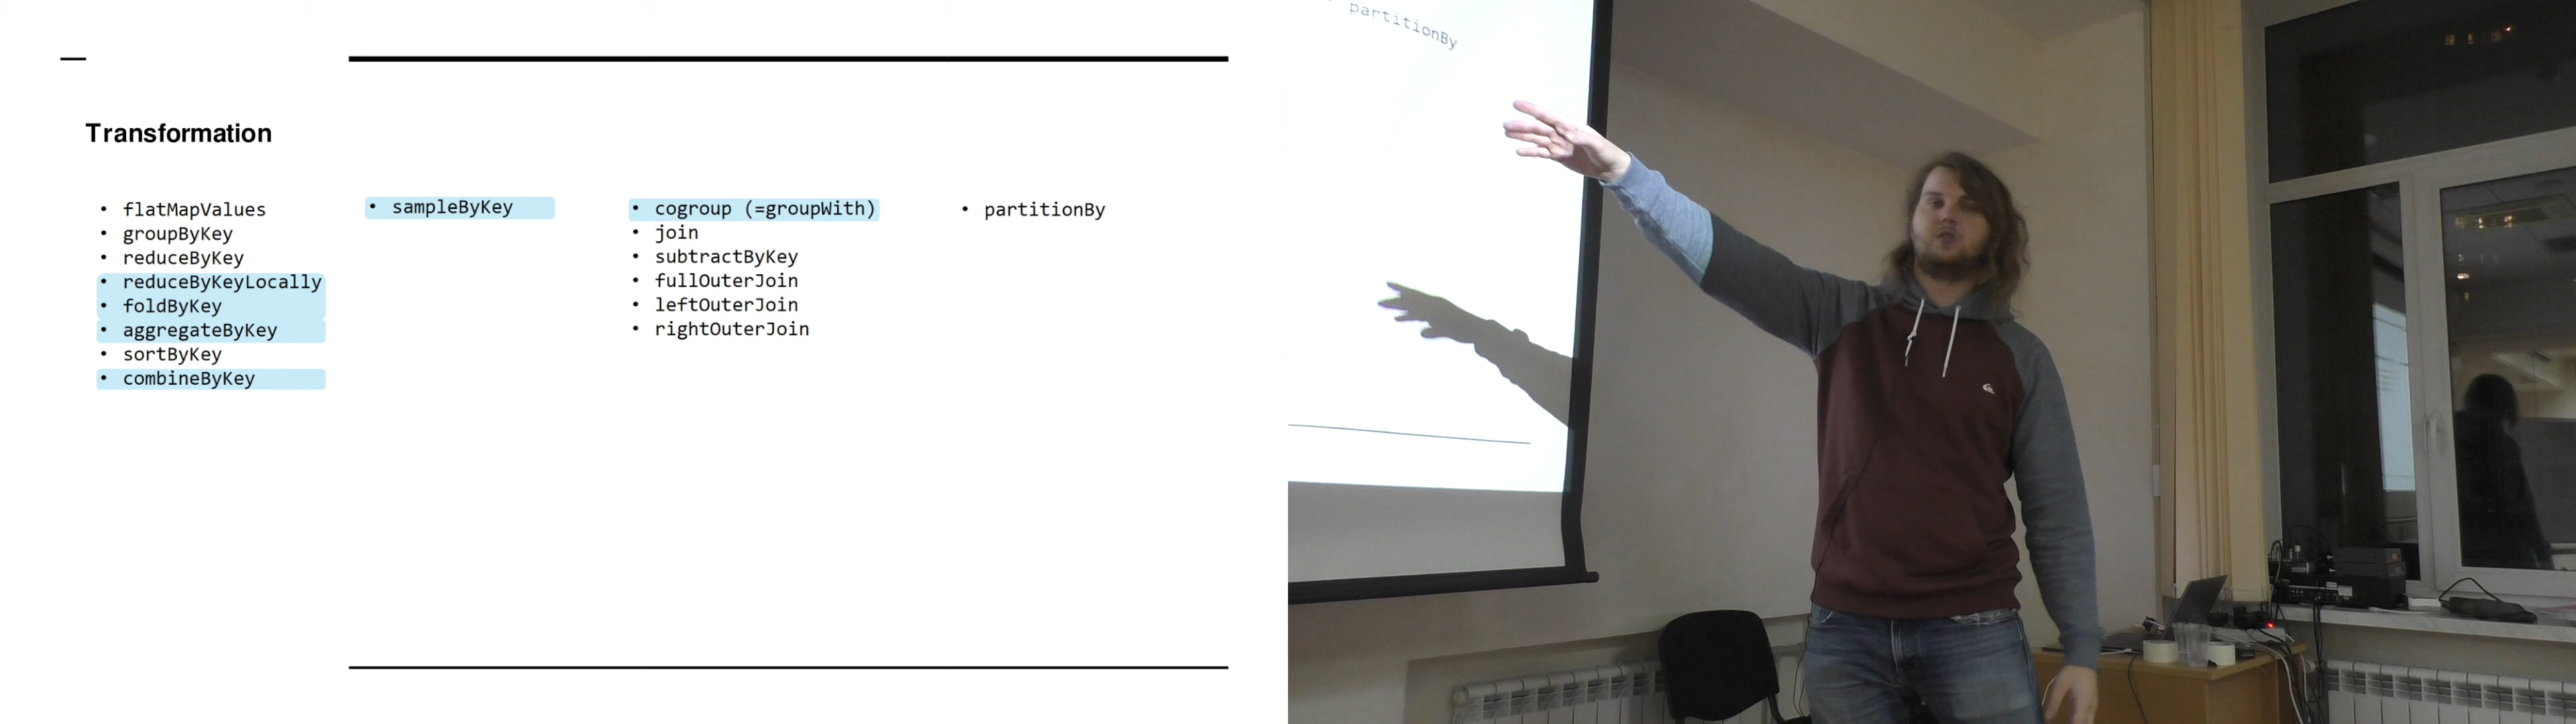 Transformation
• flatMapValues
• groupByKey
• reduceByKey
• reduceByKeyLocally
• foldByKey
• aggregateByKey
• sortByKey
• combineByKey
• sampleByKey
• cogroup (=groupWith)
• join
• subtractByKey
• fullOuterJoin
• leftOuterJoin
• rightOuterJoin
• partitionBy
partitionBy